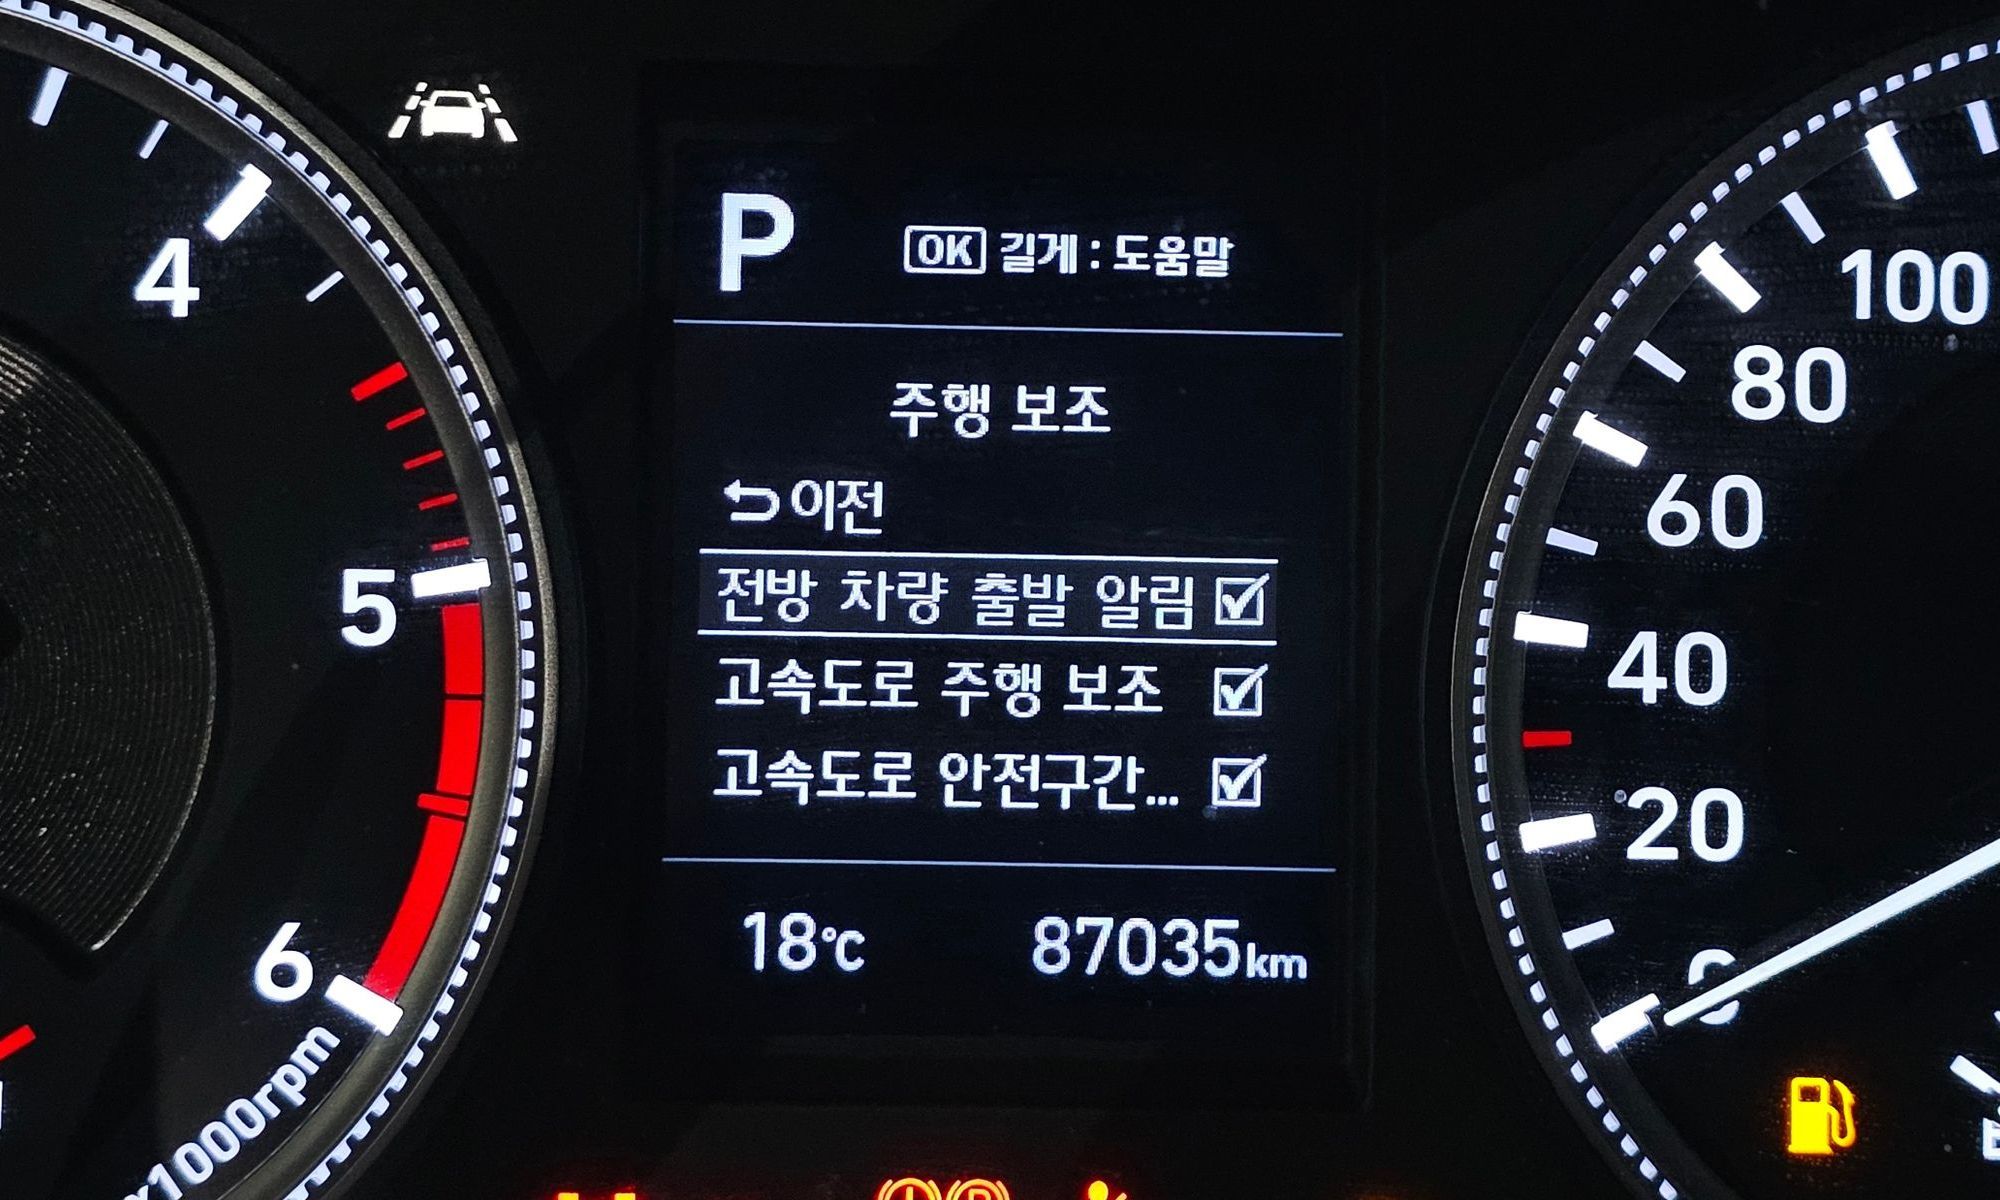 P
OK 길게 : 도움말
주행 보조
이전
전방 차량 출발 알림
고속도로 주행 보조
고속도로 안전구간...
18℃
87035km
4
5
6
x1000rpm
100
80
60
40
20
0